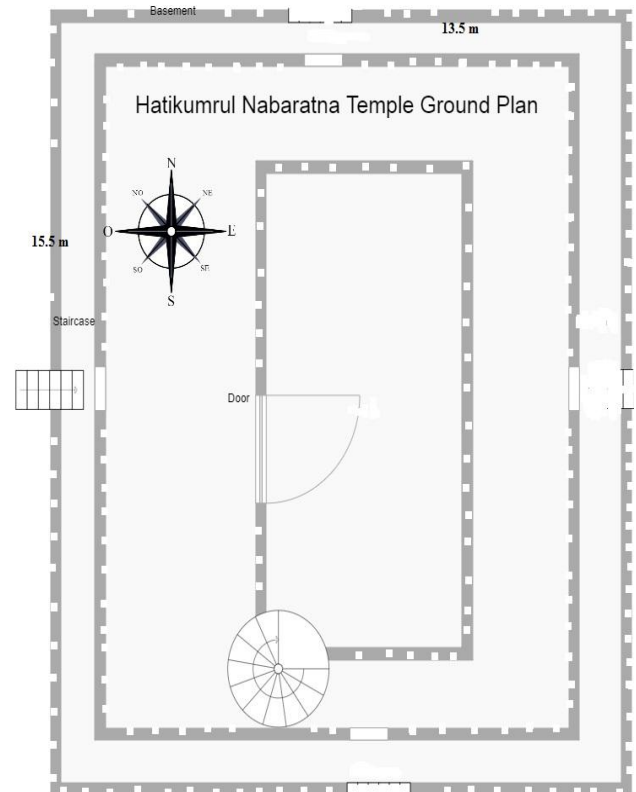 Basement
13.5 m
Hatikumrul Nabaratna Temple Ground Plan
N
NO
NE
O
E
SO
SE
S
15.5 m
Staircase
Door